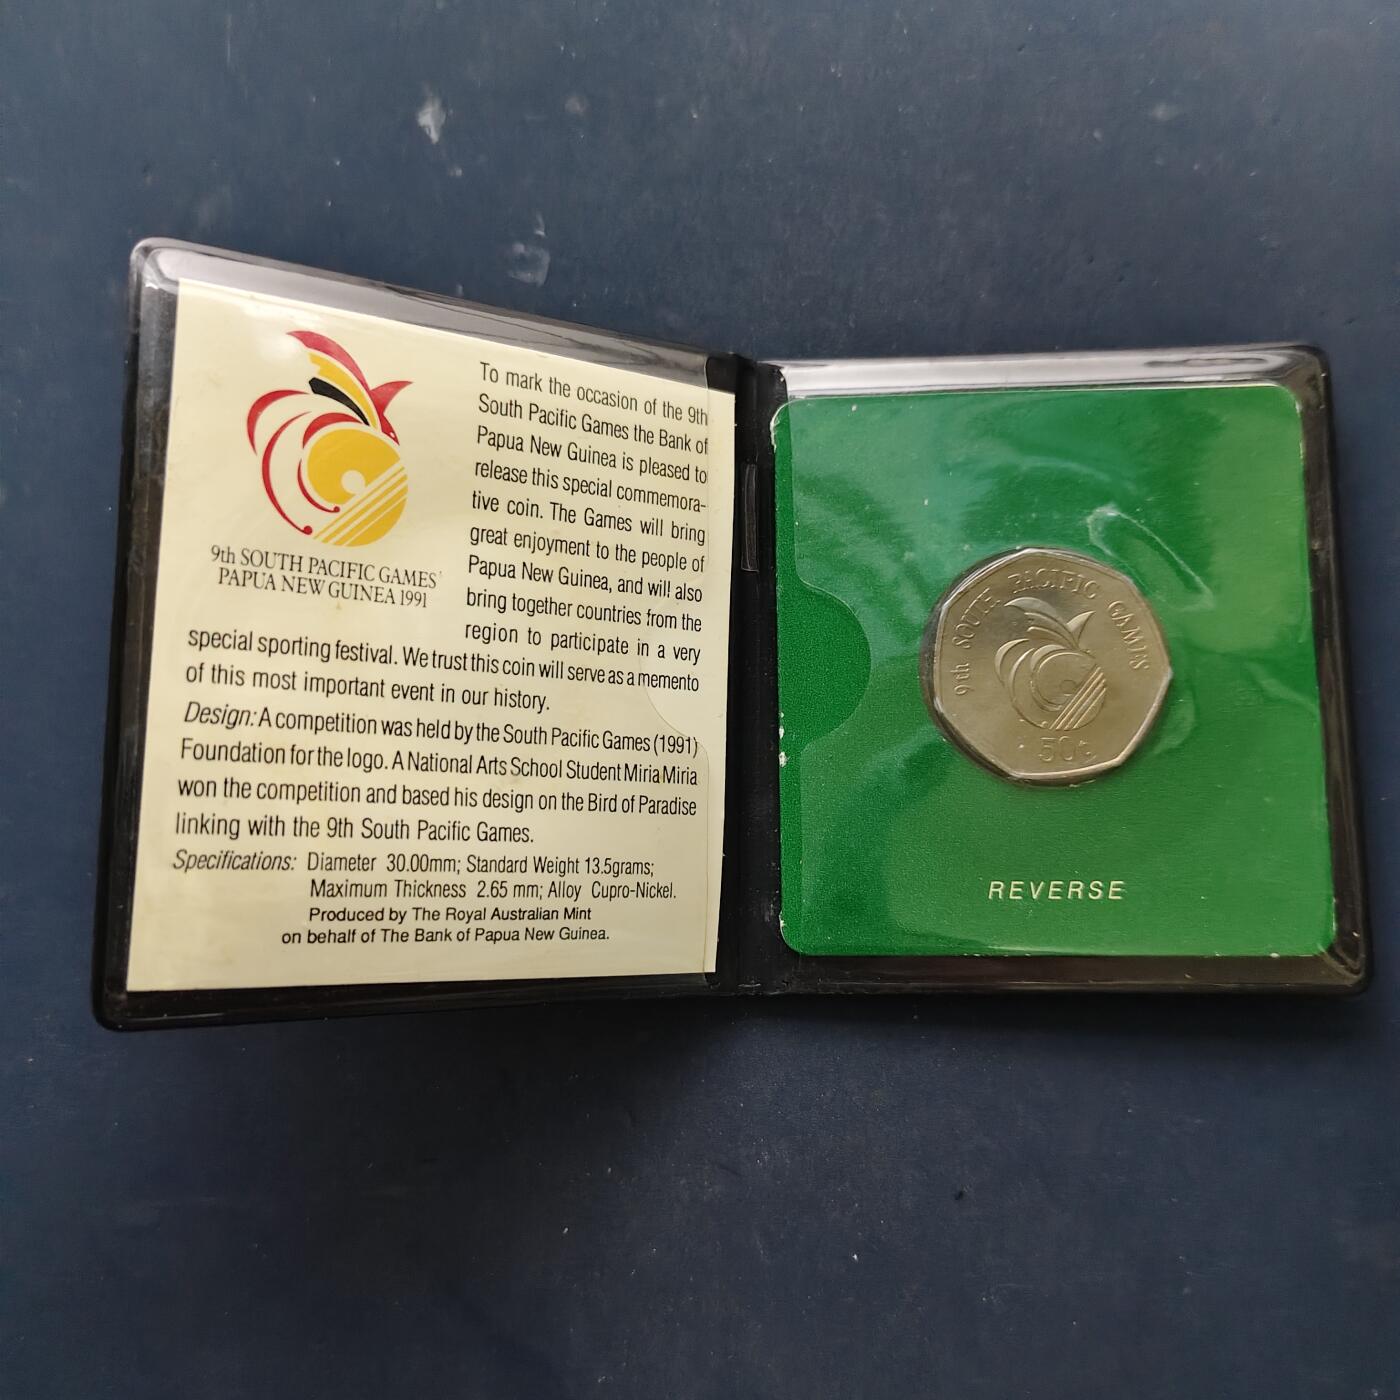 9th SOUTH PACIFIC GAMES
PAPUA NEW GUINEA 1991
To mark the occasion of the 9th
South Pacific Games the Bank of
Papua New Guinea is pleased to
release this special commemora-
tive coin. The Games will bring
great enjoyment to the people of
Papua New Guinea, and will also
bring together countries from the
region to participate in a very
special sporting festival. We trust this coin will serve as a memento
of this most important event in our history.
Design: A competition was held by the South Pacific Games (1991)
Foundation for the logo. A National Arts School Student Miria Miria
won the competition and based his design on the Bird of Paradise
linking with the 9th South Pacific Games.
Specifications: Diameter 30.00mm; Standard Weight 13.5grams;
Maximum Thickness 2.65 mm; Alloy Cupro-Nickel.
Produced by The Royal Australian Mint
on behalf of The Bank of Papua New Guinea.
9th SOUTH PACIFIC GAMES
50t
REVERSE